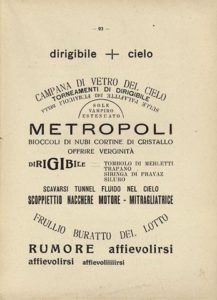 — 93 —
dirigibile + cielo
CAMPANA DI VETRO DEL CIELO
TORNEAMENTI DI DIRIGIBILI
SOLE
VAMPIRO
ESTENUATO
METROPOLI
BIOCCOLI DI NUBI CORTINE DI CRISTALLO
OFFRIRE VERGINITÀ
diRIGIBile
TOMBOLO DI MERLETTI
TRAPANO
SIRINGA DI PRAVAZ
SILURO
SCAVARSI TUNNEL FLUIDO NEL CIELO
SCOPPIETTIO NACCHERE MOTORE - MITRAGLIATRICE
FRULLIO BURATTO DEL LOTTO
RUMORE affievolirsi
affievolirsi affievoliiiiirsi